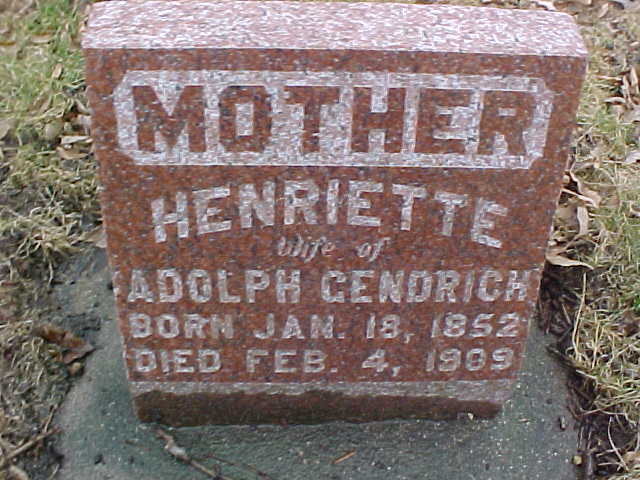 MOTHER
HENRIETTE
Wife of
ADOLPH GENDRICH
BORN JAN. 18, 1852
DIED FEB. 4, 1909